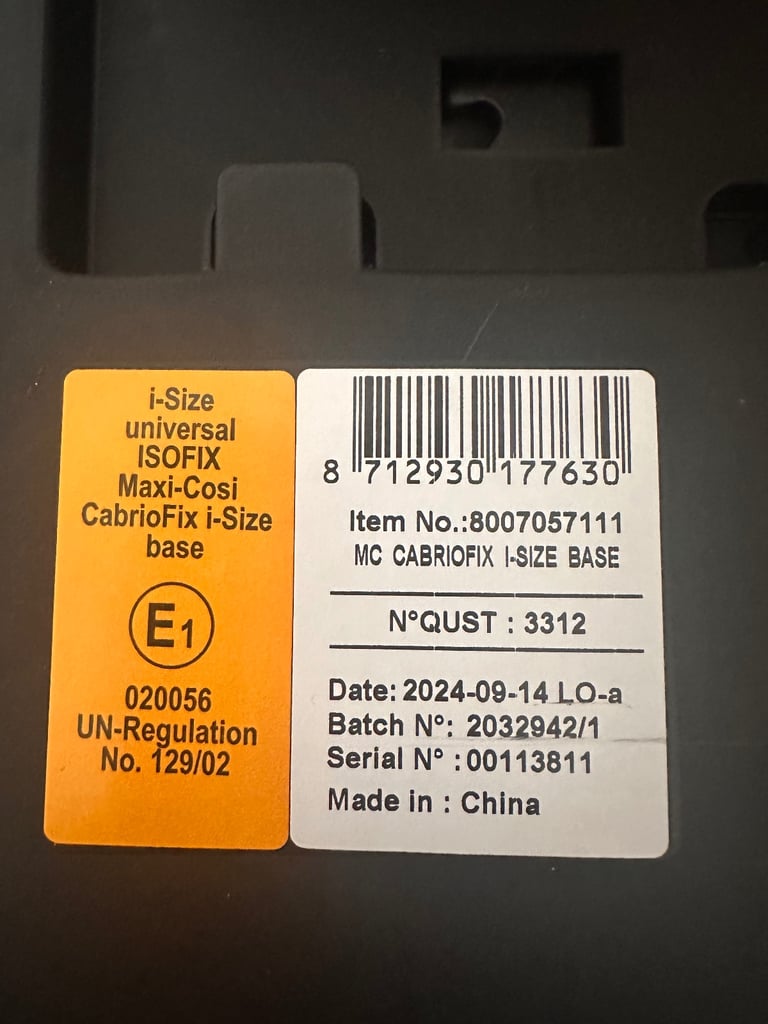 i-Size
universal
ISOFIX
Maxi-Cosi
CabrioFix i-Size
base
E1
020056
UN-Regulation
No. 129/02
8 712930 177630
Item No.:8007057111
MC CABRIOFIX I-SIZE BASE
N°QUST : 3312
Date: 2024-09-14 LO-a
Batch N°: 2032942/1
Serial N° : 00113811
Made in : China